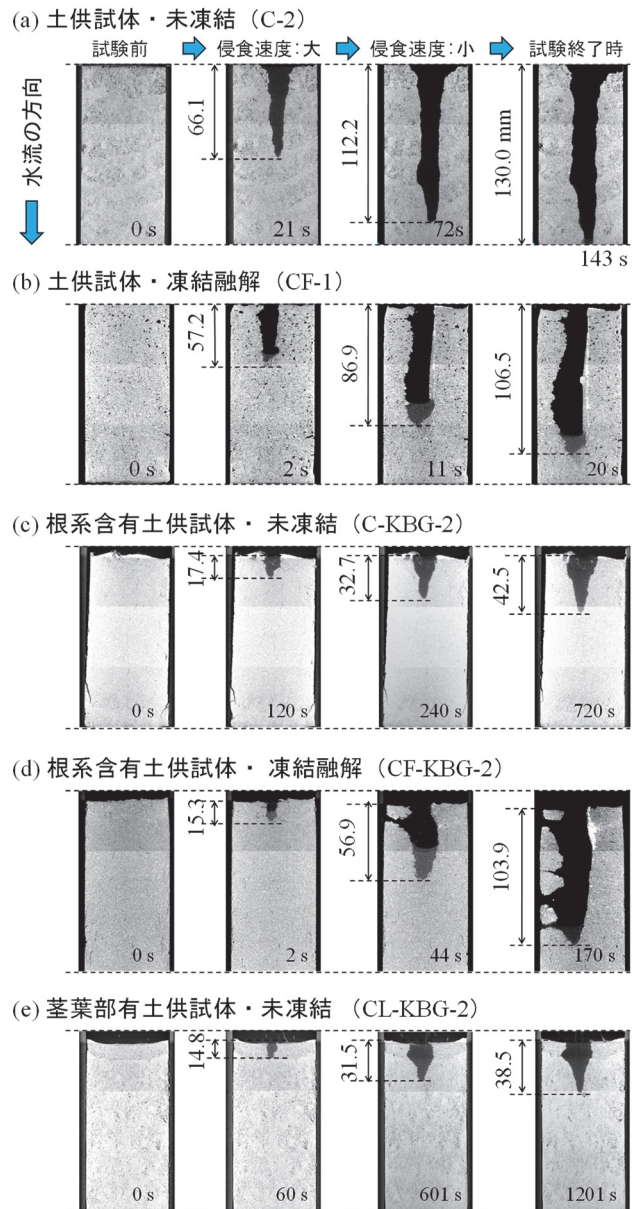 (a) 土供試体・未凍結（C-2）
試験前 侵食速度：大 侵食速度：小 試験終了時
水流の方向
66.1
112.2
130.0 mm
0 s 21 s 72s
143 s
(b) 土供試体・凍結融解（CF-1）
57.2
86.9
106.5
0 s 2 s 11 s 20 s
(c) 根系含有土供試体・ 未凍結（C-KBG-2）
17.4
32.7
42.5
0 s 120 s 240 s 720 s
(d) 根系含有土供試体・ 凍結融解（CF-KBG-2）
15.3
56.9
103.9
0 s 2 s 44 s 170 s
(e) 茎葉部有土供試体・未凍結 （CL-KBG-2）
14.8
31.5
38.5
0 s 60 s 601 s 1201 s